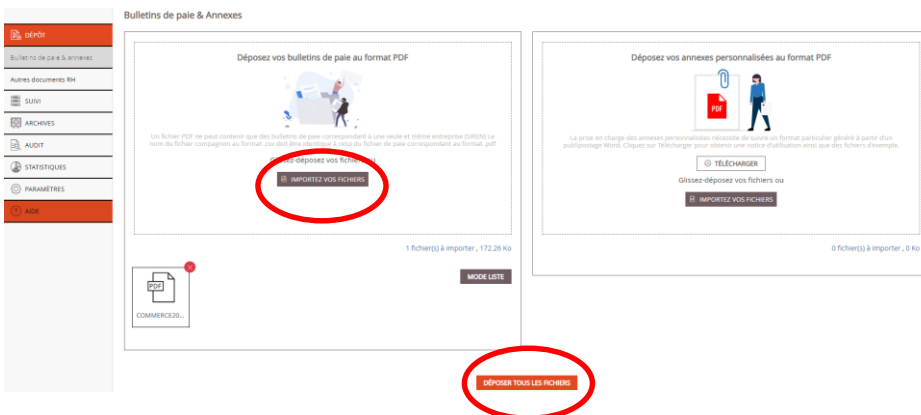 Bulletins de paie & Annexes
DÉPÔT
Bulletins de paie & annexes
Autres documents RH
SUIVI
ARCHIVES
AUDIT
STATISTIQUES
PARAMÈTRES
AIDE
Déposez vos bulletins de paie au format PDF
Un fichier PDF ne peut contenir que des bulletins de paie correspondant à une seule et même entreprise (SIREN) Le
nom du fichier compagnon au format .csv doit être identique à celui du fichier de paie correspondant au format .pdf
Glissez-déposez vos fichiers ou
IMPORTEZ VOS FICHIERS
1 fichier(s) à importer , 172.26 Ko
MODE LISTE
PDF
COMMERCE20...
Déposez vos annexes personnalisées au format PDF
PDF
La prise en charge des annexes personnalisées nécessite de suivre un format particulier généré à partir d'un
publipostage Word. Cliquez sur Télécharger pour obtenir une notice d'utilisation ainsi que des fichiers d'exemple.
TÉLÉCHARGER
Glissez-déposez vos fichiers ou
IMPORTEZ VOS FICHIERS
0 fichier(s) à importer , 0 Ko
DÉPOSER TOUS LES FICHIERS